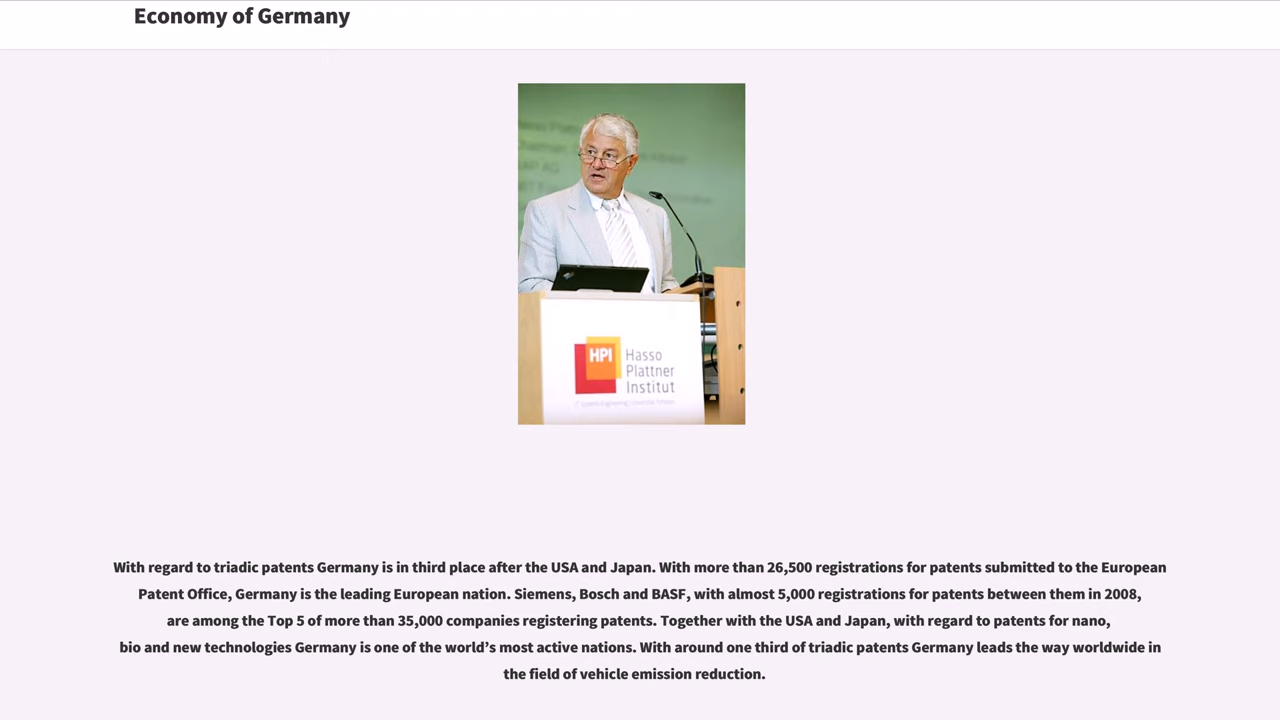 Economy of Germany
HPI
Hasso
Plattner
Institut
With regard to triadic patents Germany is in third place after the USA and Japan. With more than 26,500 registrations for patents submitted to the European
Patent Office, Germany is the leading European nation. Siemens, Bosch and BASF, with almost 5,000 registrations for patents between them in 2008,
are among the Top 5 of more than 35,000 companies registering patents. Together with the USA and Japan, with regard to patents for nano,
bio and new technologies Germany is one of the world’s most active nations. With around one third of triadic patents Germany leads the way worldwide in
the field of vehicle emission reduction.